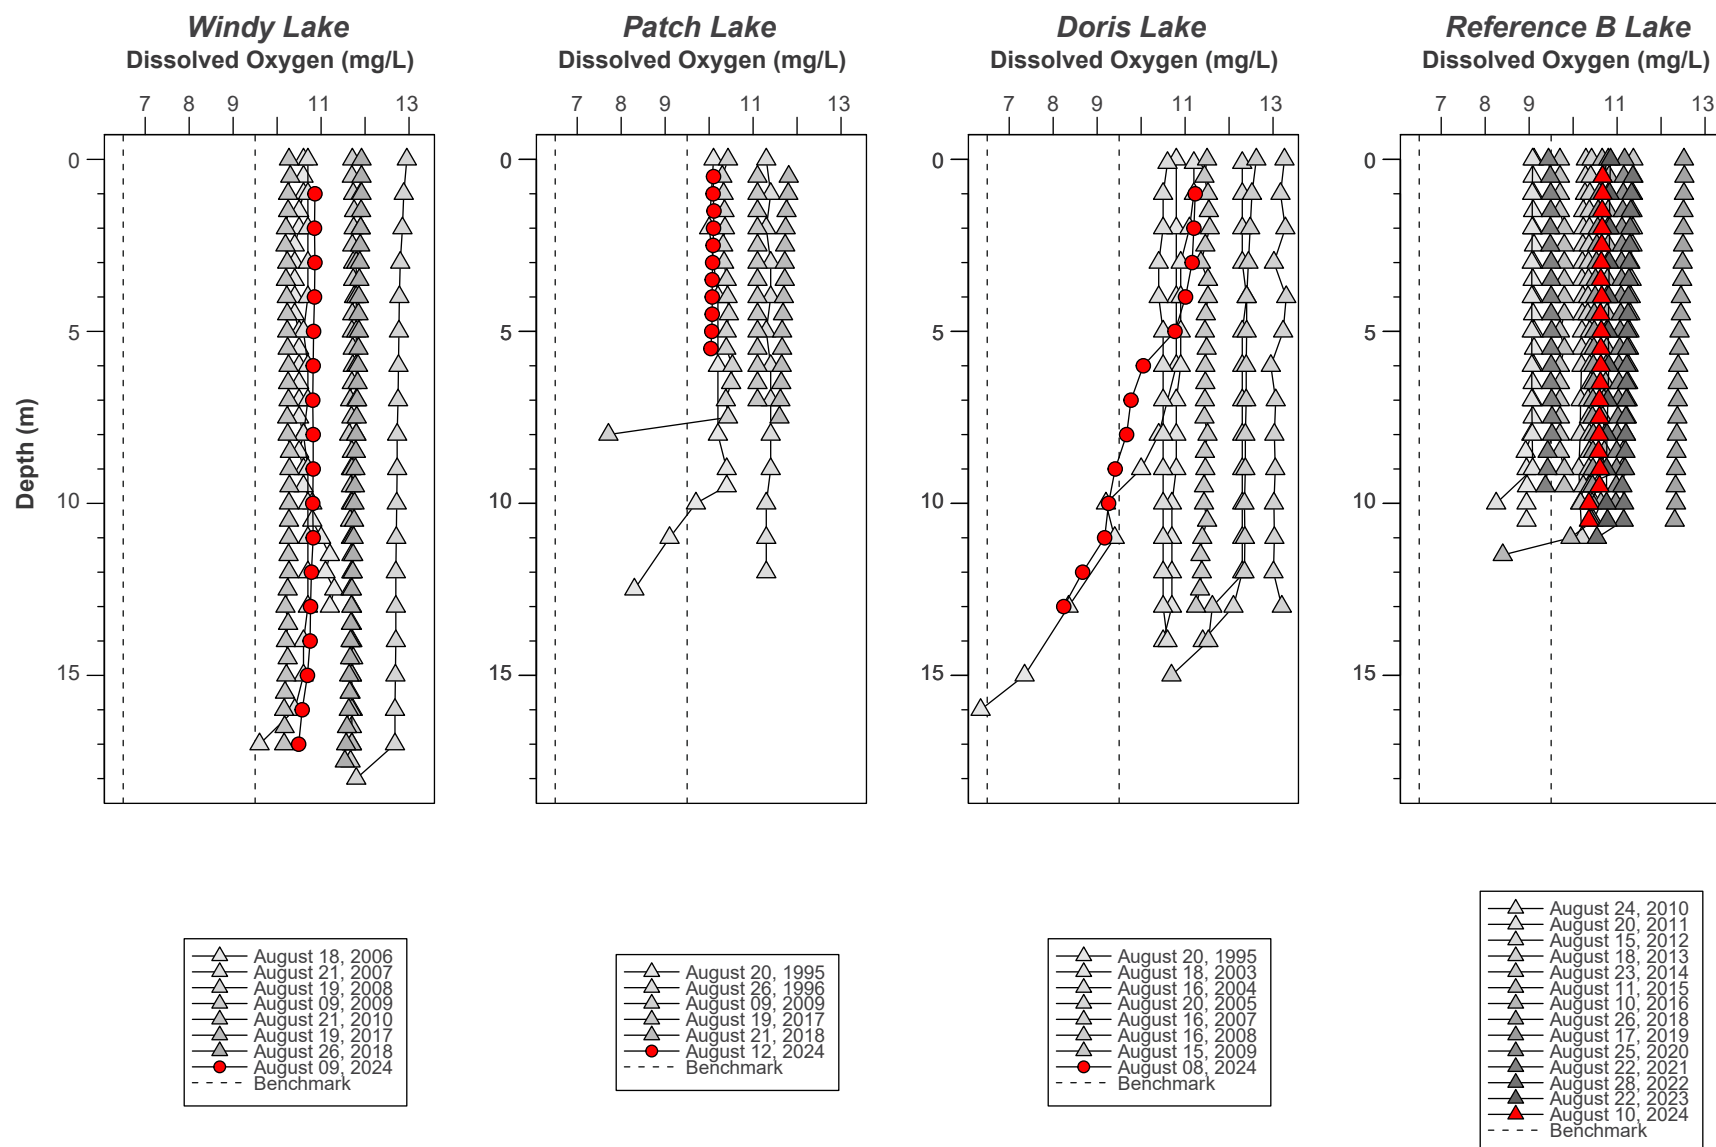 Windy Lake
Dissolved Oxygen (mg/L)
7 8 9 11 13
Depth (m)
0
5
10
15
August 18, 2006
August 21, 2007
August 19, 2008
August 09, 2009
August 21, 2010
August 19, 2017
August 26, 2018
August 09, 2024
Benchmark
Patch Lake
Dissolved Oxygen (mg/L)
7 8 9 10 11 12 13
0
5
10
15
August 20, 1995
August 26, 1996
August 09, 2009
August 19, 2017
August 21, 2018
August 12, 2024
Benchmark
Doris Lake
Dissolved Oxygen (mg/L)
7 8 9 11 13
0
5
10
15
August 20, 1995
August 18, 2003
August 16, 2004
August 20, 2005
August 16, 2007
August 16, 2008
August 15, 2009
August 08, 2024
Benchmark
Reference B Lake
Dissolved Oxygen (mg/L)
7 8 9 11 13
0
5
10
15
August 24, 2010
August 20, 2011
August 15, 2012
August 18, 2013
August 23, 2014
August 11, 2015
August 10, 2016
August 26, 2018
August 17, 2019
August 25, 2020
August 22, 2021
August 28, 2022
August 22, 2023
August 10, 2024
Benchmark